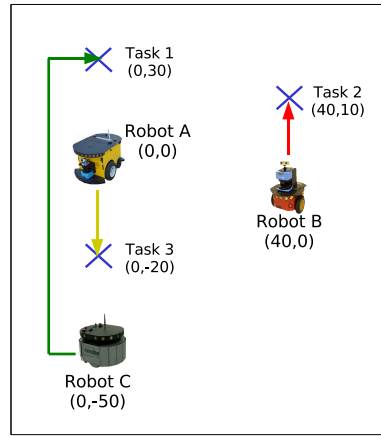 Task 1
(0,30)
Task 2
(40,10)
Robot A
(0,0)
Robot B
(40,0)
Task 3
(0,-20)
Robot C
(0,-50)